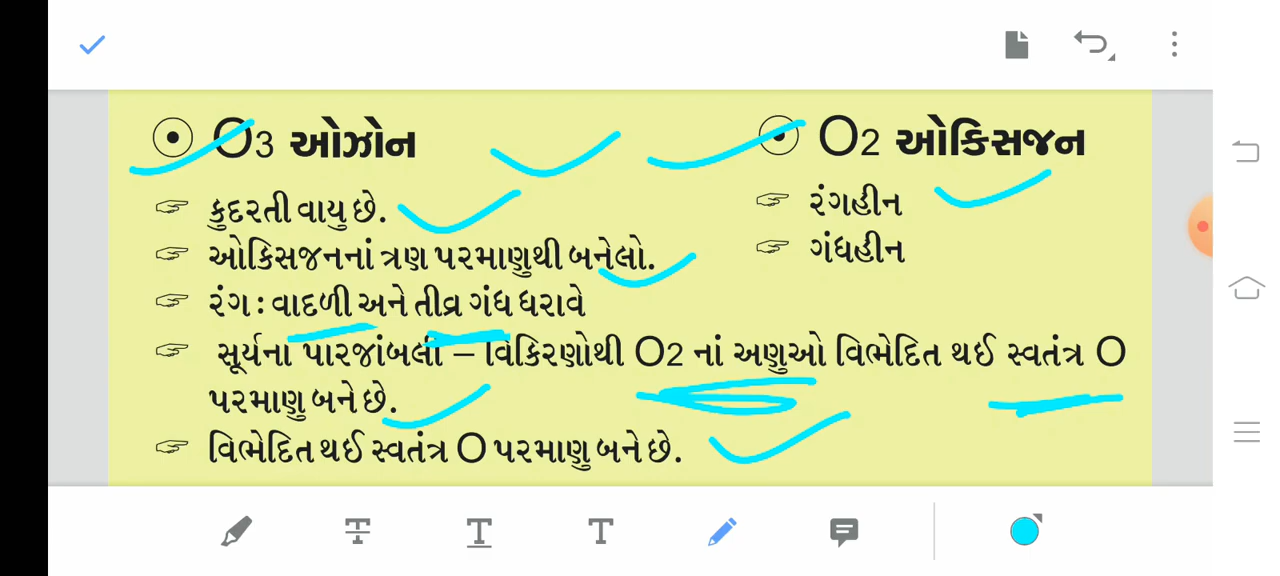 O3 ઓઝોન
O2 ઓકિસજન
કુદરતી વાયુ છે.
રંગહીન
ઓકિસજનનાં ત્રણ પરમાણુથી બનેલો.
ગંધહીન
રંગ : વાદળી અને તીવ્ર ગંધ ધરાવે
સૂર્યના પારજાંબલી – વિકિરણોથી O2 નાં અણુઓ વિભેદિત થઈ સ્વતંત્ર O
પરમાણુ બને છે.
વિભેદિત થઈ સ્વતંત્ર O પરમાણુ બને છે.